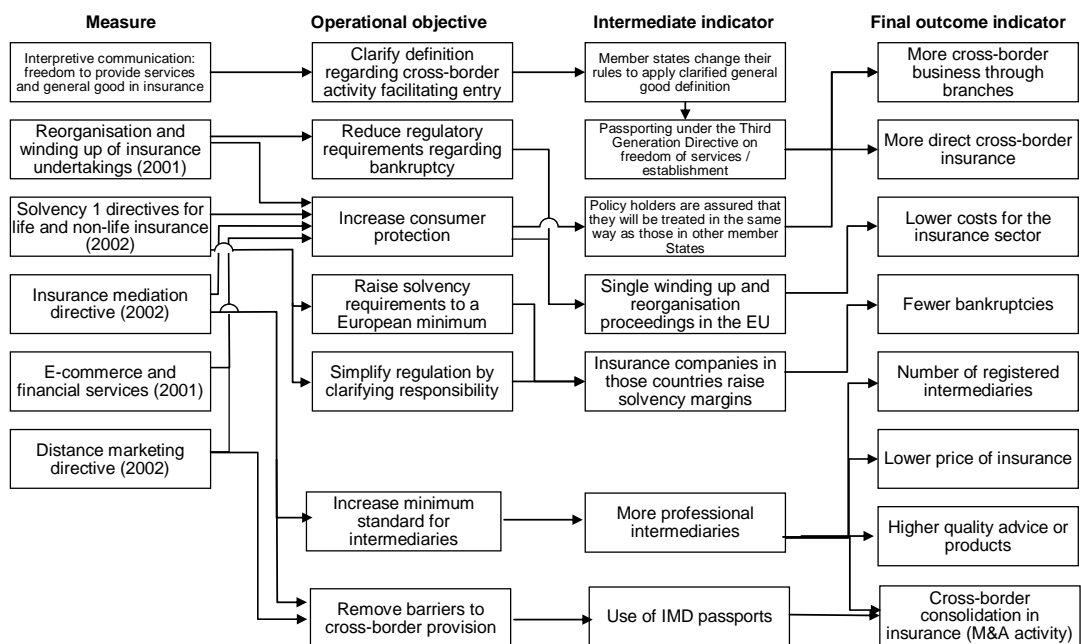 Measure
Operational objective
Intermediate indicator
Final outcome indicator
Interpretive communication:
freedom to provide services
and general good in insurance
Clarify definition
regarding cross-border
activity facilitating entry
Member states change their
rules to apply clarified general
good definition
More cross-border
business through
branches
Reorganisation and
winding up of insurance
undertakings (2001)
Reduce regulatory
requirements regarding
bankruptcy
Passporting under the Third
Generation Directive on
freedom of services /
establishment
More direct cross-border
insurance
Solvency 1 directives for
life and non-life insurance
(2002)
Increase consumer
protection
Policy holders are assured that
they will be treated in the same
way as those in other member
States
Lower costs for the
insurance sector
Insurance mediation
directive (2002)
Raise solvency
requirements to a
European minimum
Single winding up and
reorganisation
proceedings in the EU
Fewer bankruptcies
E-commerce and
financial services (2001)
Simplify regulation by
clarifying responsibility
Insurance companies in
those countries raise
solvency margins
Number of registered
intermediaries
Distance marketing
directive (2002)
Lower price of insurance
Increase minimum
standard for
intermediaries
More professional
intermediaries
Higher quality advice or
products
Remove barriers to
cross-border provision
Use of IMD passports
Cross-border
consolidation in
insurance (M&A activity)